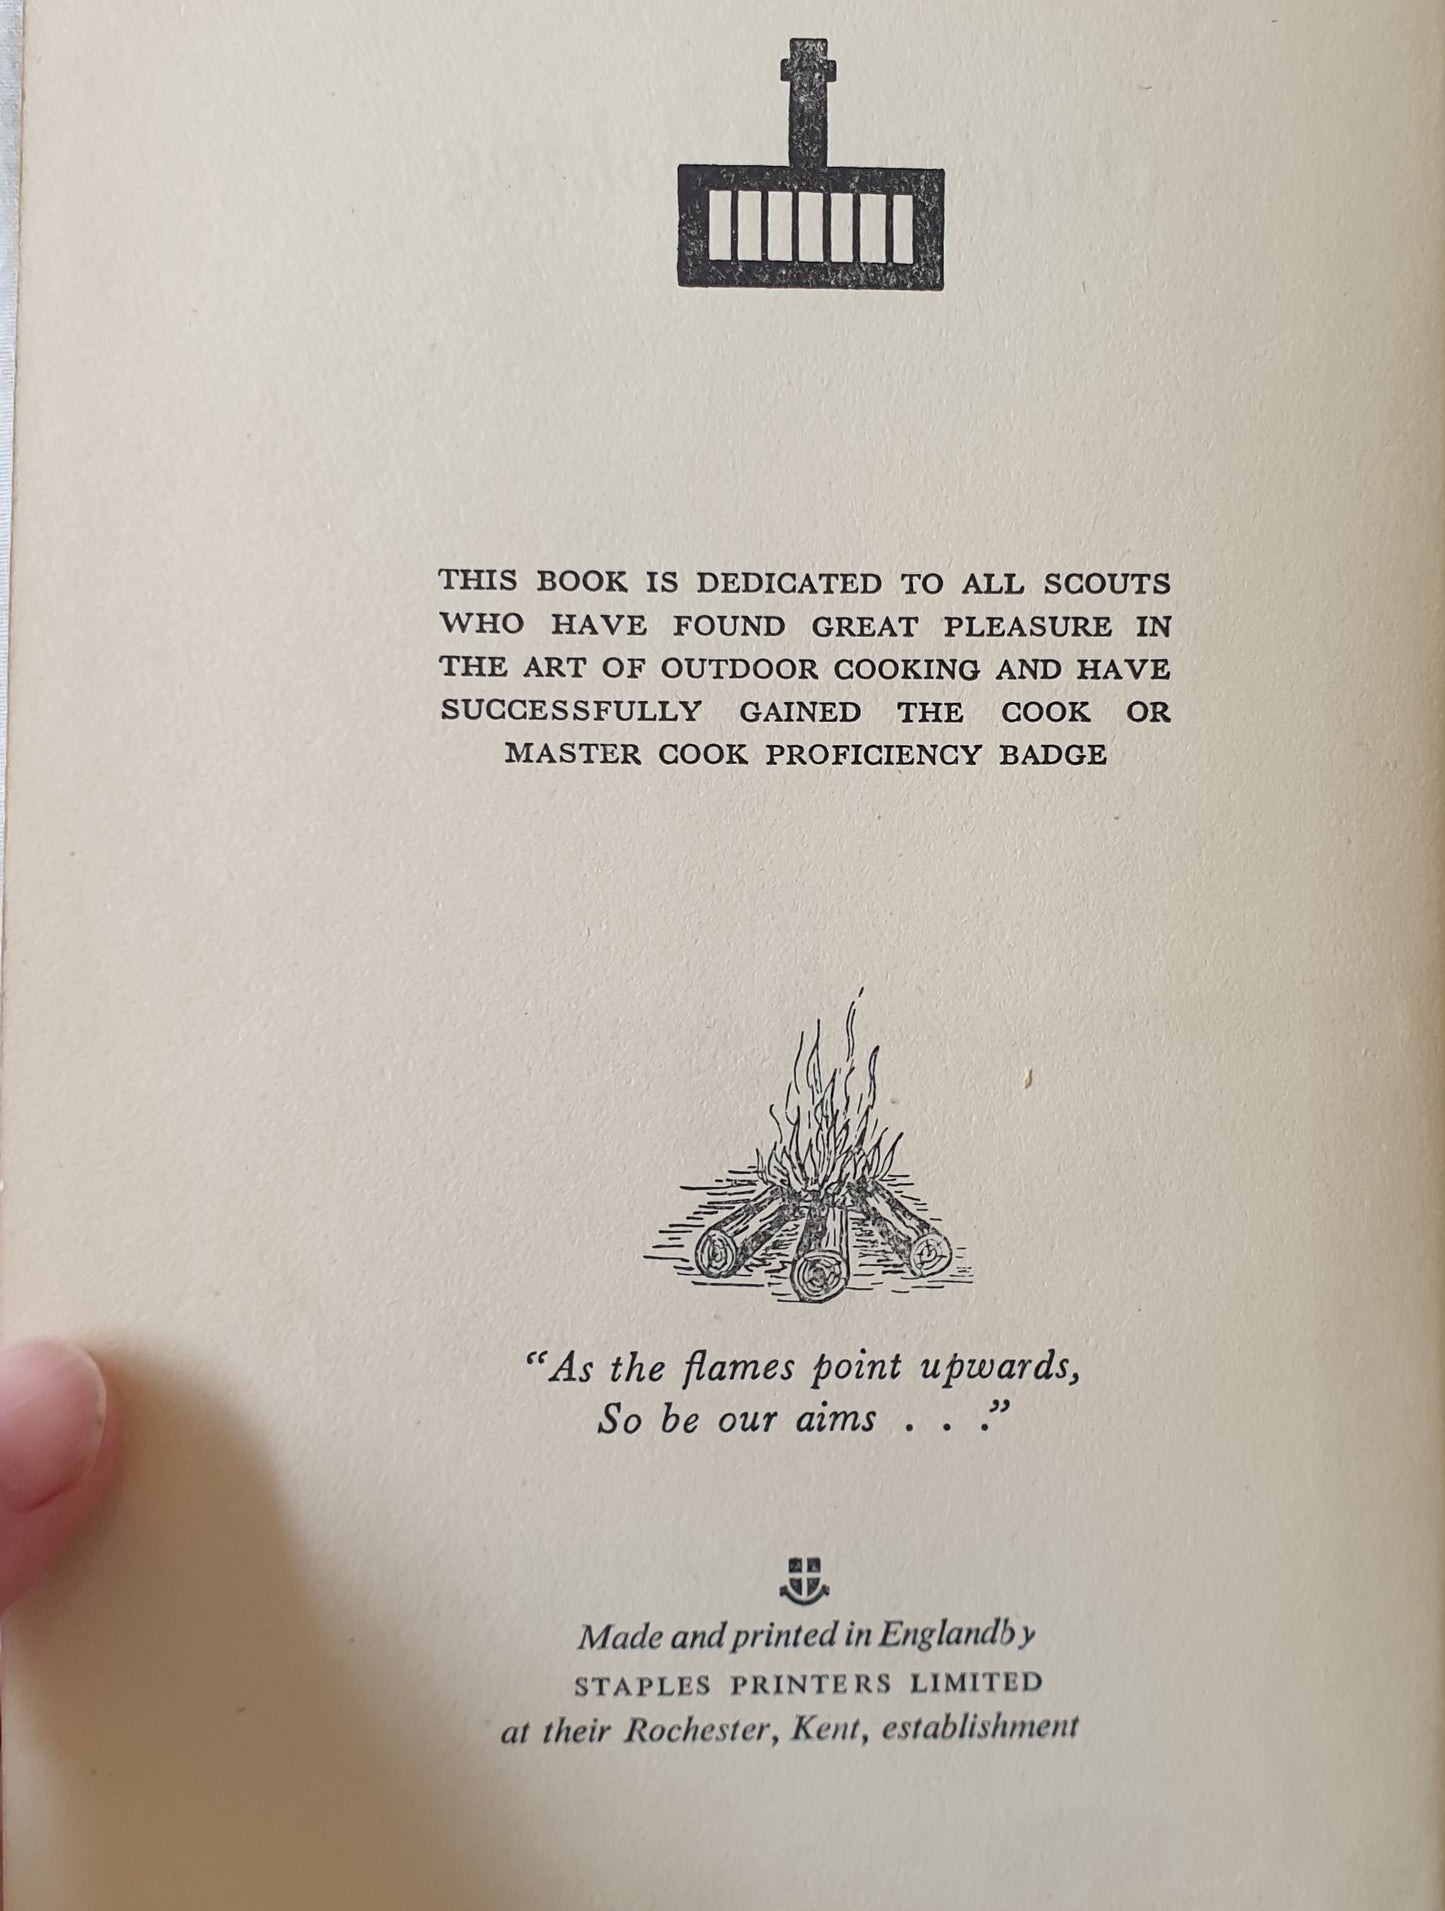 THIS BOOK IS DEDICATED TO ALL SCOUTS
WHO HAVE FOUND GREAT PLEASURE IN
THE ART OF OUTDOOR COOKING AND HAVE
SUCCESSFULLY GAINED THE COOK OR
MASTER COOK PROFICIENCY BADGE
“As the flames point upwards,
So be our aims . . .”
Made and printed in Englandby
STAPLES PRINTERS LIMITED
at their Rochester, Kent, establishment